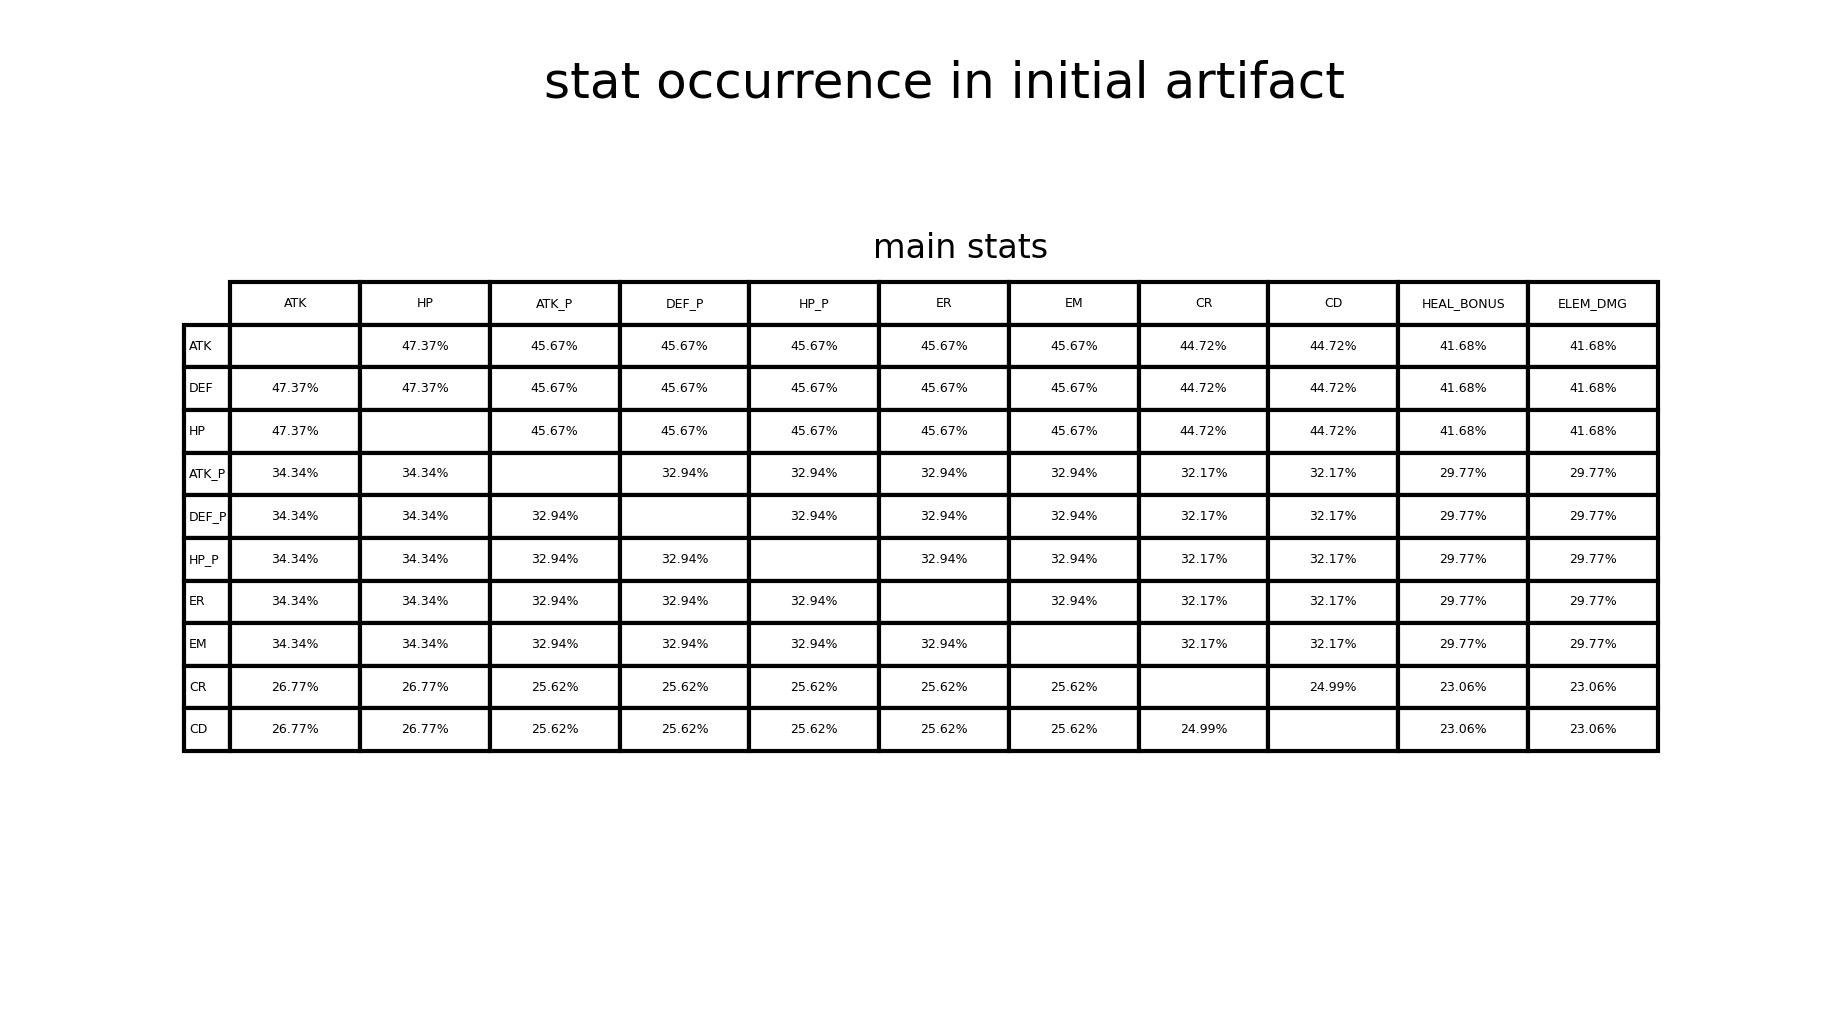 stat occurrence in initial artifact
main stats
ATK HP ATK_P DEF_P HP_P ER EM CR CD HEAL_BONUS ELEM_DMG
ATK 47.37% 45.67% 45.67% 45.67% 45.67% 45.67% 44.72% 44.72% 41.68% 41.68%
DEF 47.37% 47.37% 45.67% 45.67% 45.67% 45.67% 45.67% 44.72% 44.72% 41.68% 41.68%
HP 47.37% 45.67% 45.67% 45.67% 45.67% 45.67% 44.72% 44.72% 41.68% 41.68%
ATK_P 34.34% 34.34% 32.94% 32.94% 32.94% 32.94% 32.17% 32.17% 29.77% 29.77%
DEF_P 34.34% 34.34% 32.94% 32.94% 32.94% 32.94% 32.17% 32.17% 29.77% 29.77%
HP_P 34.34% 34.34% 32.94% 32.94% 32.94% 32.94% 32.17% 32.17% 29.77% 29.77%
ER 34.34% 34.34% 32.94% 32.94% 32.94% 32.94% 32.17% 32.17% 29.77% 29.77%
EM 34.34% 34.34% 32.94% 32.94% 32.94% 32.94% 32.17% 32.17% 29.77% 29.77%
CR 26.77% 26.77% 25.62% 25.62% 25.62% 25.62% 25.62% 24.99% 23.06% 23.06%
CD 26.77% 26.77% 25.62% 25.62% 25.62% 25.62% 25.62% 24.99% 23.06% 23.06%